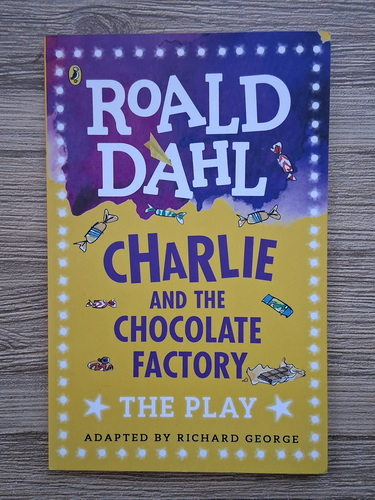 ROALD
DAHL
CHARLIE
AND THE
CHOCOLATE
FACTORY
THE PLAY
ADAPTED BY RICHARD GEORGE